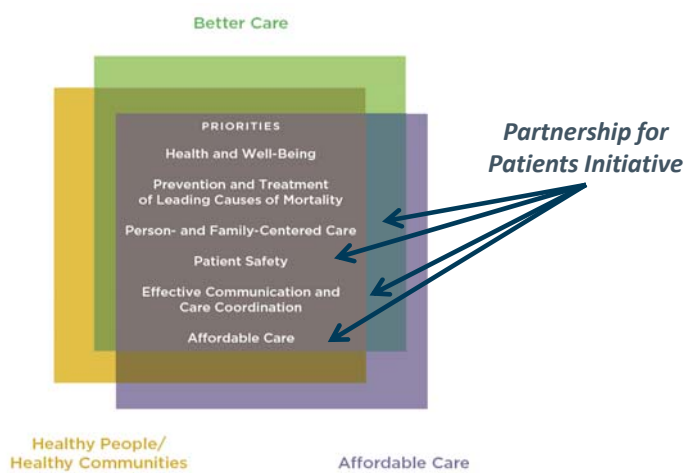 Better Care
PRIORITIES
Health and Well-Being
Prevention and Treatment
of Leading Causes of Mortality
Person- and Family-Centered Care
Patient Safety
Effective Communication and
Care Coordination
Affordable Care
Partnership for
Patients Initiative
Healthy People/
Healthy Communities
Affordable Care